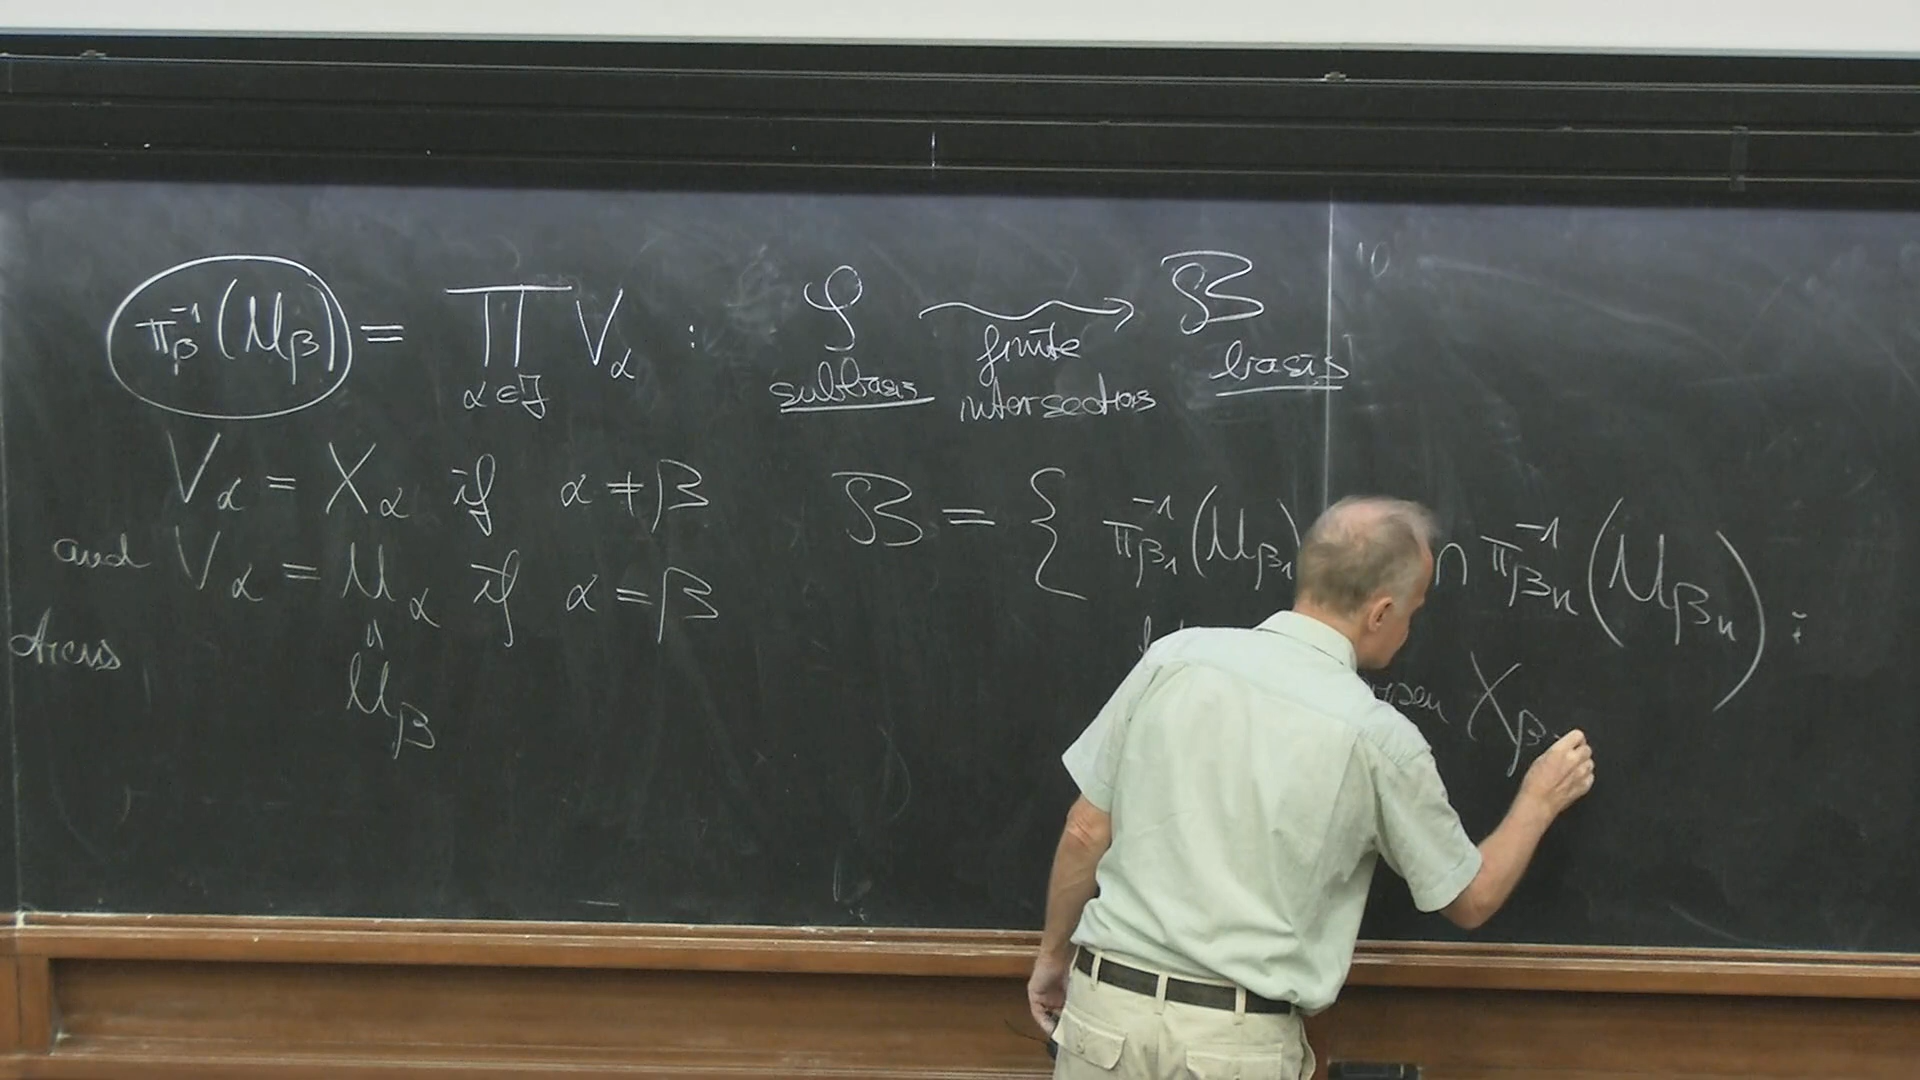 π_β^{-1}(U_β) = ∏_{α∈J} V_α :
V_α = X_α if α ≠ β
and V_α = U_α if α = β
"
U_β
𝒮 ⇝ ℬ
subbasis finite intersections basis
ℬ = { π_{β_1}^{-1}(U_{β_1} ∩ π_{β_n}^{-1}(U_{β_n}) :
open X_β